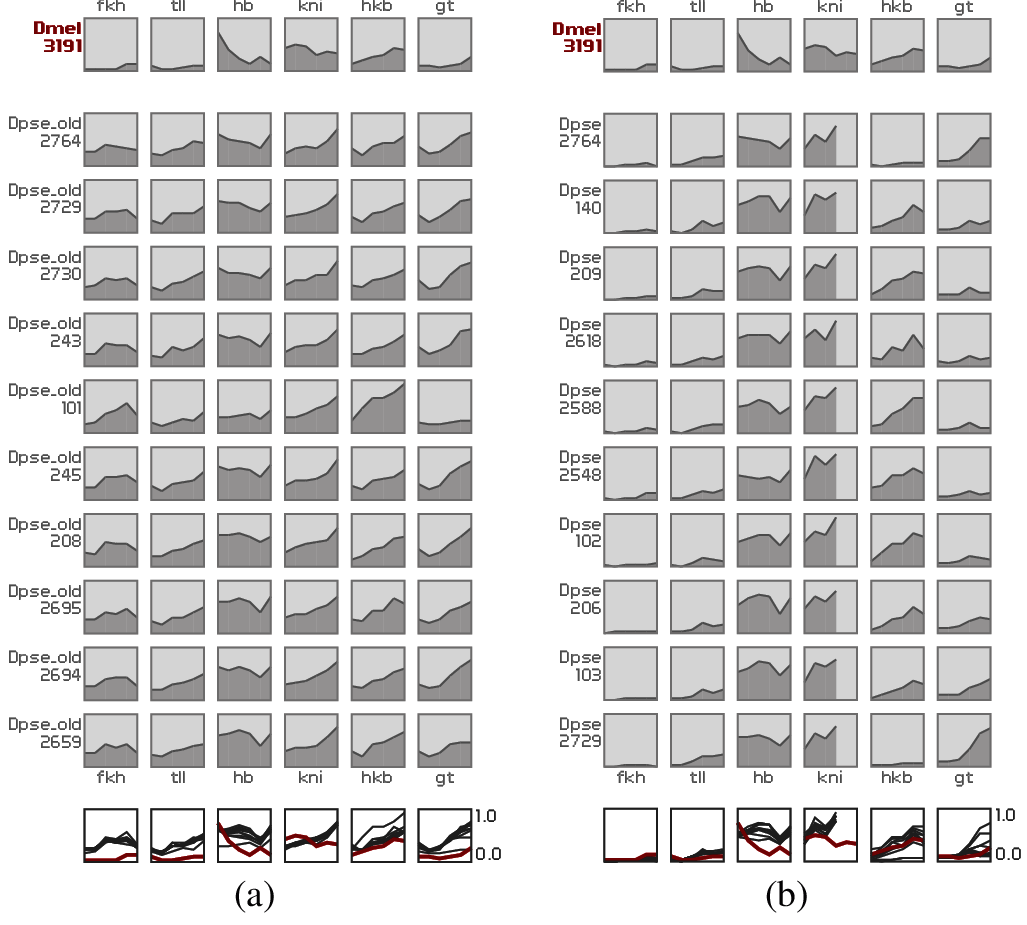 fkh tll hb kni hkb gt
Dmel
3191
Dpse_old
2764
Dpse_old
2729
Dpse_old
2730
Dpse_old
243
Dpse_old
101
Dpse_old
245
Dpse_old
208
Dpse_old
2695
Dpse_old
2694
Dpse_old
2659
fkh tll hb kni hkb gt
1.0
0.0
(a)
fkh tll hb kni hkb gt
Dmel
3191
Dpse
2764
Dpse
140
Dpse
209
Dpse
2618
Dpse
2588
Dpse
2548
Dpse
102
Dpse
206
Dpse
103
Dpse
2729
fkh tll hb kni hkb gt
1.0
0.0
(b)